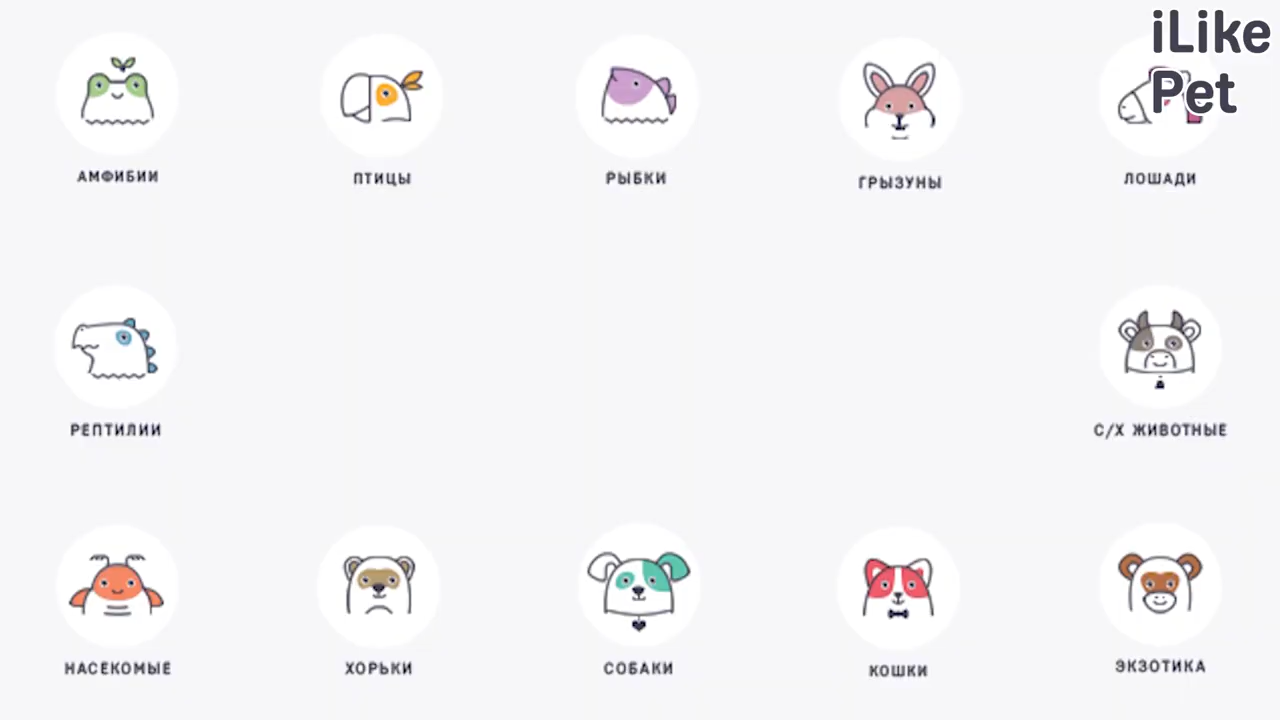 iLike
Pet
АМФИБИИ
ПТИЦЫ
РЫБКИ
ГРЫЗУНЫ
ЛОШАДИ
РЕПТИЛИИ
С/Х ЖИВОТНЫЕ
НАСЕКОМЫЕ
ХОРЬКИ
СОБАКИ
КОШКИ
ЭКЗОТИКА